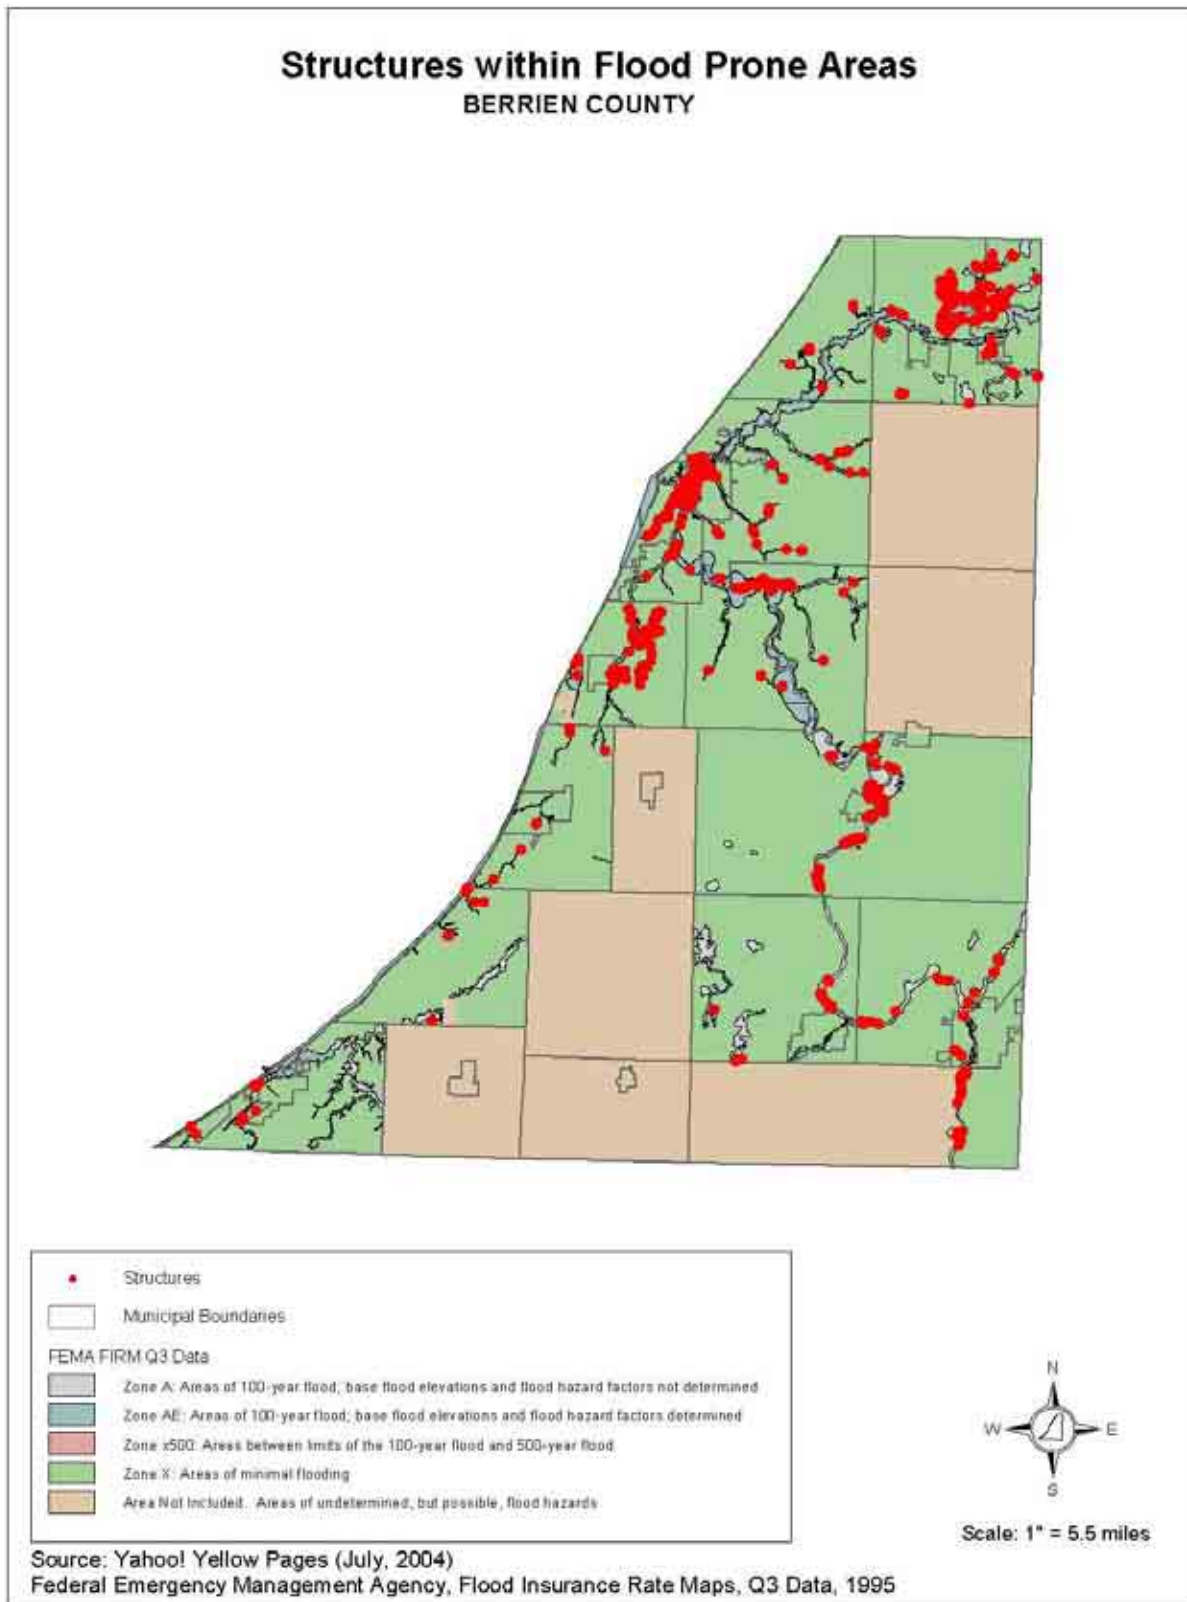 Structures within Flood Prone Areas
BERRIEN COUNTY
Structures
Municipal Boundaries
FEMA FIRM Q3 Data
Zone A: Areas of 100-year flood; base flood elevations and flood hazard factors not determined
Zone AE: Areas of 100-year flood; base flood elevations and flood hazard factors determined
Zone x500: Areas between limits of the 100-year flood and 500-year flood
Zone X: Areas of minimal flooding
Area Not Included. Areas of undetermined, but possible, flood hazards
N
W E
S
Scale: 1" = 5.5 miles
Source: Yahoo! Yellow Pages (July, 2004)
Federal Emergency Management Agency, Flood Insurance Rate Maps, Q3 Data, 1995